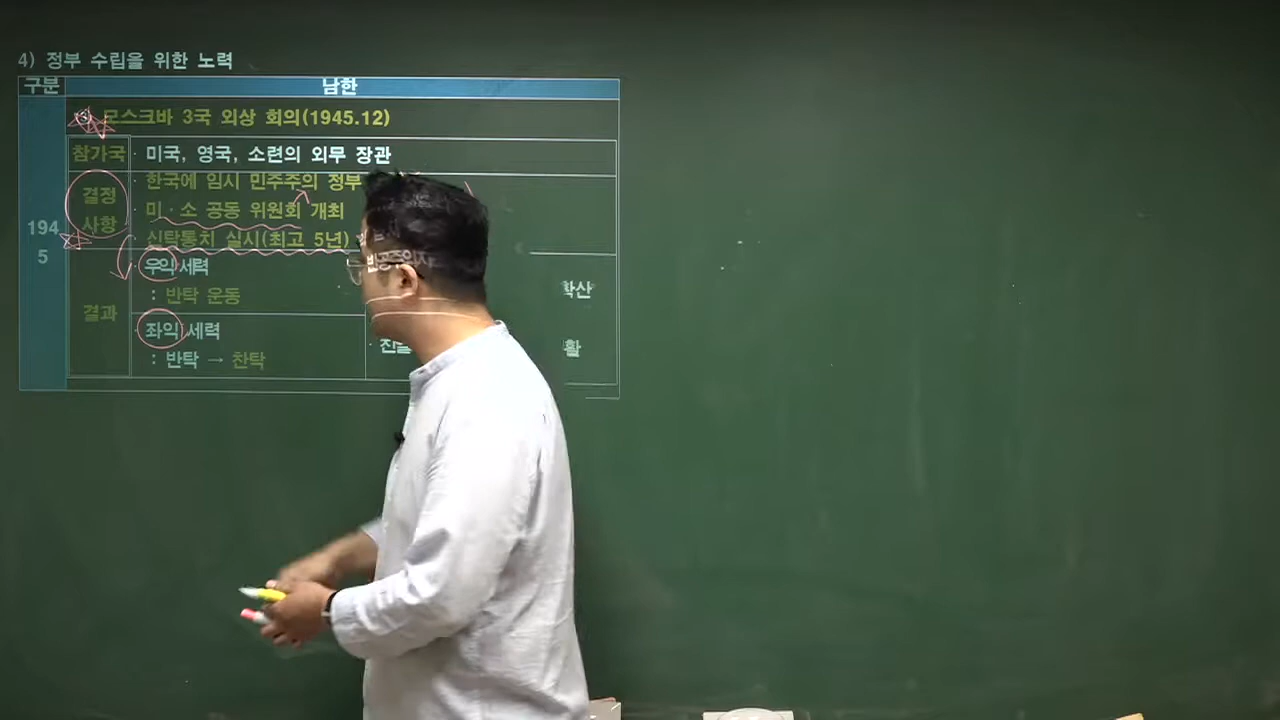 4) 정부 수립을 위한 노력
구분 남한
모스크바 3국 외상 회의(1945.12)
참가국 · 미국, 영국, 소련의 외무 장관
결정 사항
· 한국에 임시 민주주의 정부
· 미·소 공동 위원회 개최
· 신탁통치 실시(최고 5년)
1945
결과
· 우익 세력
: 반탁 운동
확산
· 좌익 세력
: 반탁 → 찬탁
활